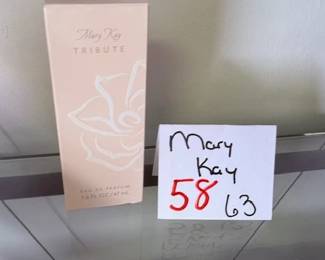 Mary Kay
TRIBUTE
EAU DE PARFUM
Mary
Kay
58 63